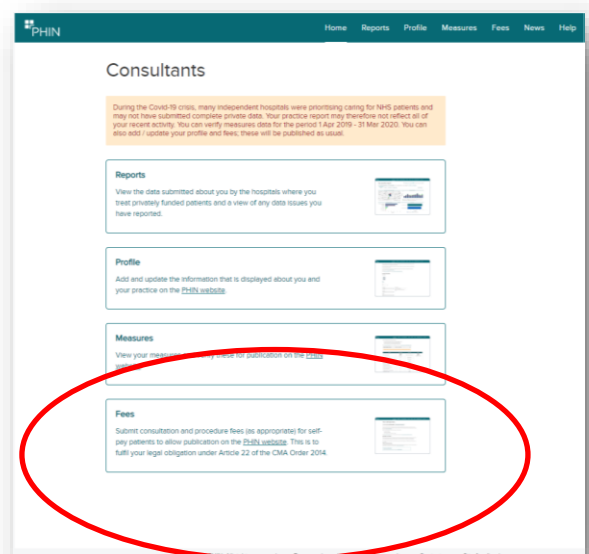 PHIN
Home Reports Profile Measures Fees News Help
Consultants
During the Covid-19 crisis, many independent hospitals were prioritising caring for NHS patients and
may not have submitted complete private data. Your practice report may therefore not reflect all of
your recent activity. You can verify measures data for the period 1 Apr 2019 - 31 Mar 2020. You can
also add / update your profile and fees; these will be published as usual.
Reports
View the data submitted about you by the hospitals where you
treat privately funded patients and a view of any data issues you
have reported.
Profile
Add and update the information that is displayed about you and
your practice on the PHIN website.
Measures
View your measures these for publication on the PHIN
Fees
Submit consultation and procedure fees (as appropriate) for self-
pay patients to allow publication on the PHIN website. This is to
fulfil your legal obligation under Article 22 of the CMA Order 2014.